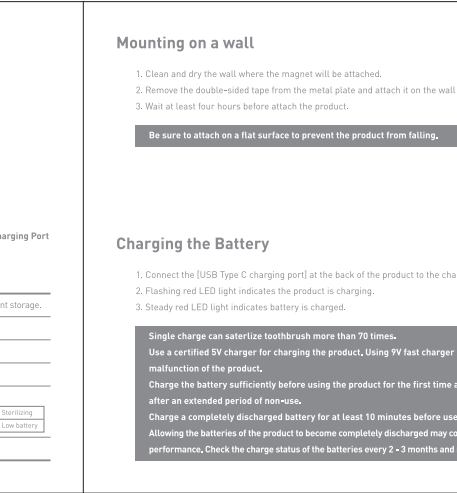 Mounting on a wall
1. Clean and dry the wall where the magnet will be attached.
2. Remove the double-sided tape from the metal plate and attach it on the wall
3. Wait at least four hours before attach the product.
Be sure to attach on a flat surface to prevent the product from falling.
arging Port
Charging the Battery
1. Connect the [USB Type C charging port] at the back of the product to the cha
2. Flashing red LED light indicates the product is charging.
nt storage.
3. Steady red LED light indicates battery is charged.
Single charge can saterlize toothbrush more than 70 times.
Use a certified 5V charger for charging the product, Using 9V fast charger
malfunction of the product.
Charge the battery sufficiently before using the product for the first time a
after an extended period of non-use.
Sterilizing
Charge a completely discharged battery for at least 10 minutes before use
Low battery
Allowing the batteries of the product to become completely discharged may co
performance. Check the charge status of the batteries every 2 - 3 months and